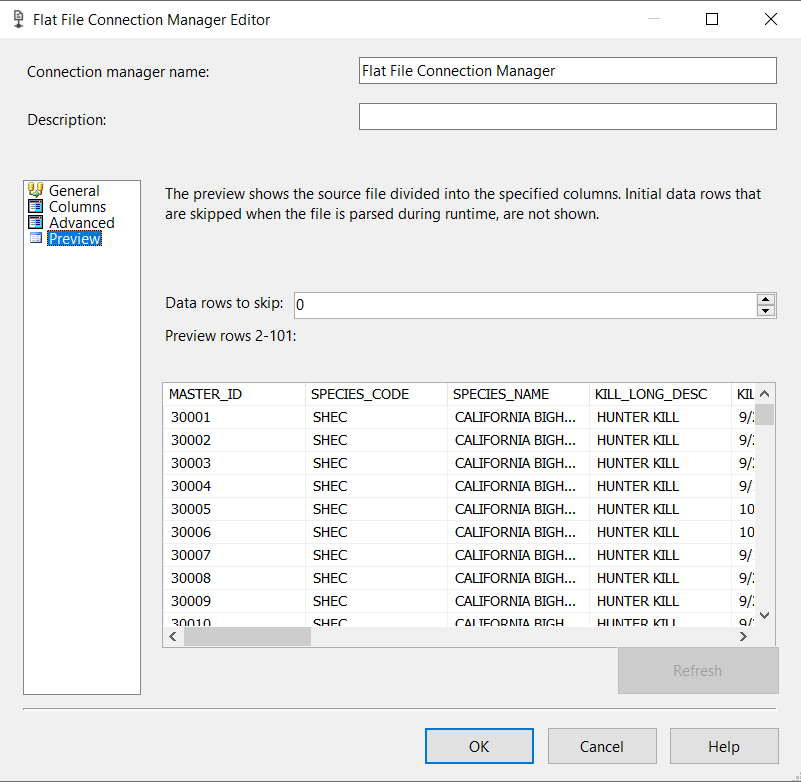 Flat File Connection Manager Editor
Connection manager name: Flat File Connection Manager
Description:
General
Columns
Advanced
Preview
The preview shows the source file divided into the specified columns. Initial data rows that
are skipped when the file is parsed during runtime, are not shown.
Data rows to skip: 0
Preview rows 2-101:
MASTER_ID SPECIES_CODE SPECIES_NAME KILL_LONG_DESC KIL
30001 SHEC CALIFORNIA BIGH... HUNTER KILL 9/
30002 SHEC CALIFORNIA BIGH... HUNTER KILL 9/
30003 SHEC CALIFORNIA BIGH... HUNTER KILL 9/
30004 SHEC CALIFORNIA BIGH... HUNTER KILL 9/
30005 SHEC CALIFORNIA BIGH... HUNTER KILL 10
30006 SHEC CALIFORNIA BIGH... HUNTER KILL 10
30007 SHEC CALIFORNIA BIGH... HUNTER KILL 9/
30008 SHEC CALIFORNIA BIGH... HUNTER KILL 9/
30009 SHEC CALIFORNIA BIGH... HUNTER KILL 9/
30010 SHEC CALIFORNIA BIGH... HUNTER KILL 9/
Refresh
OK Cancel Help